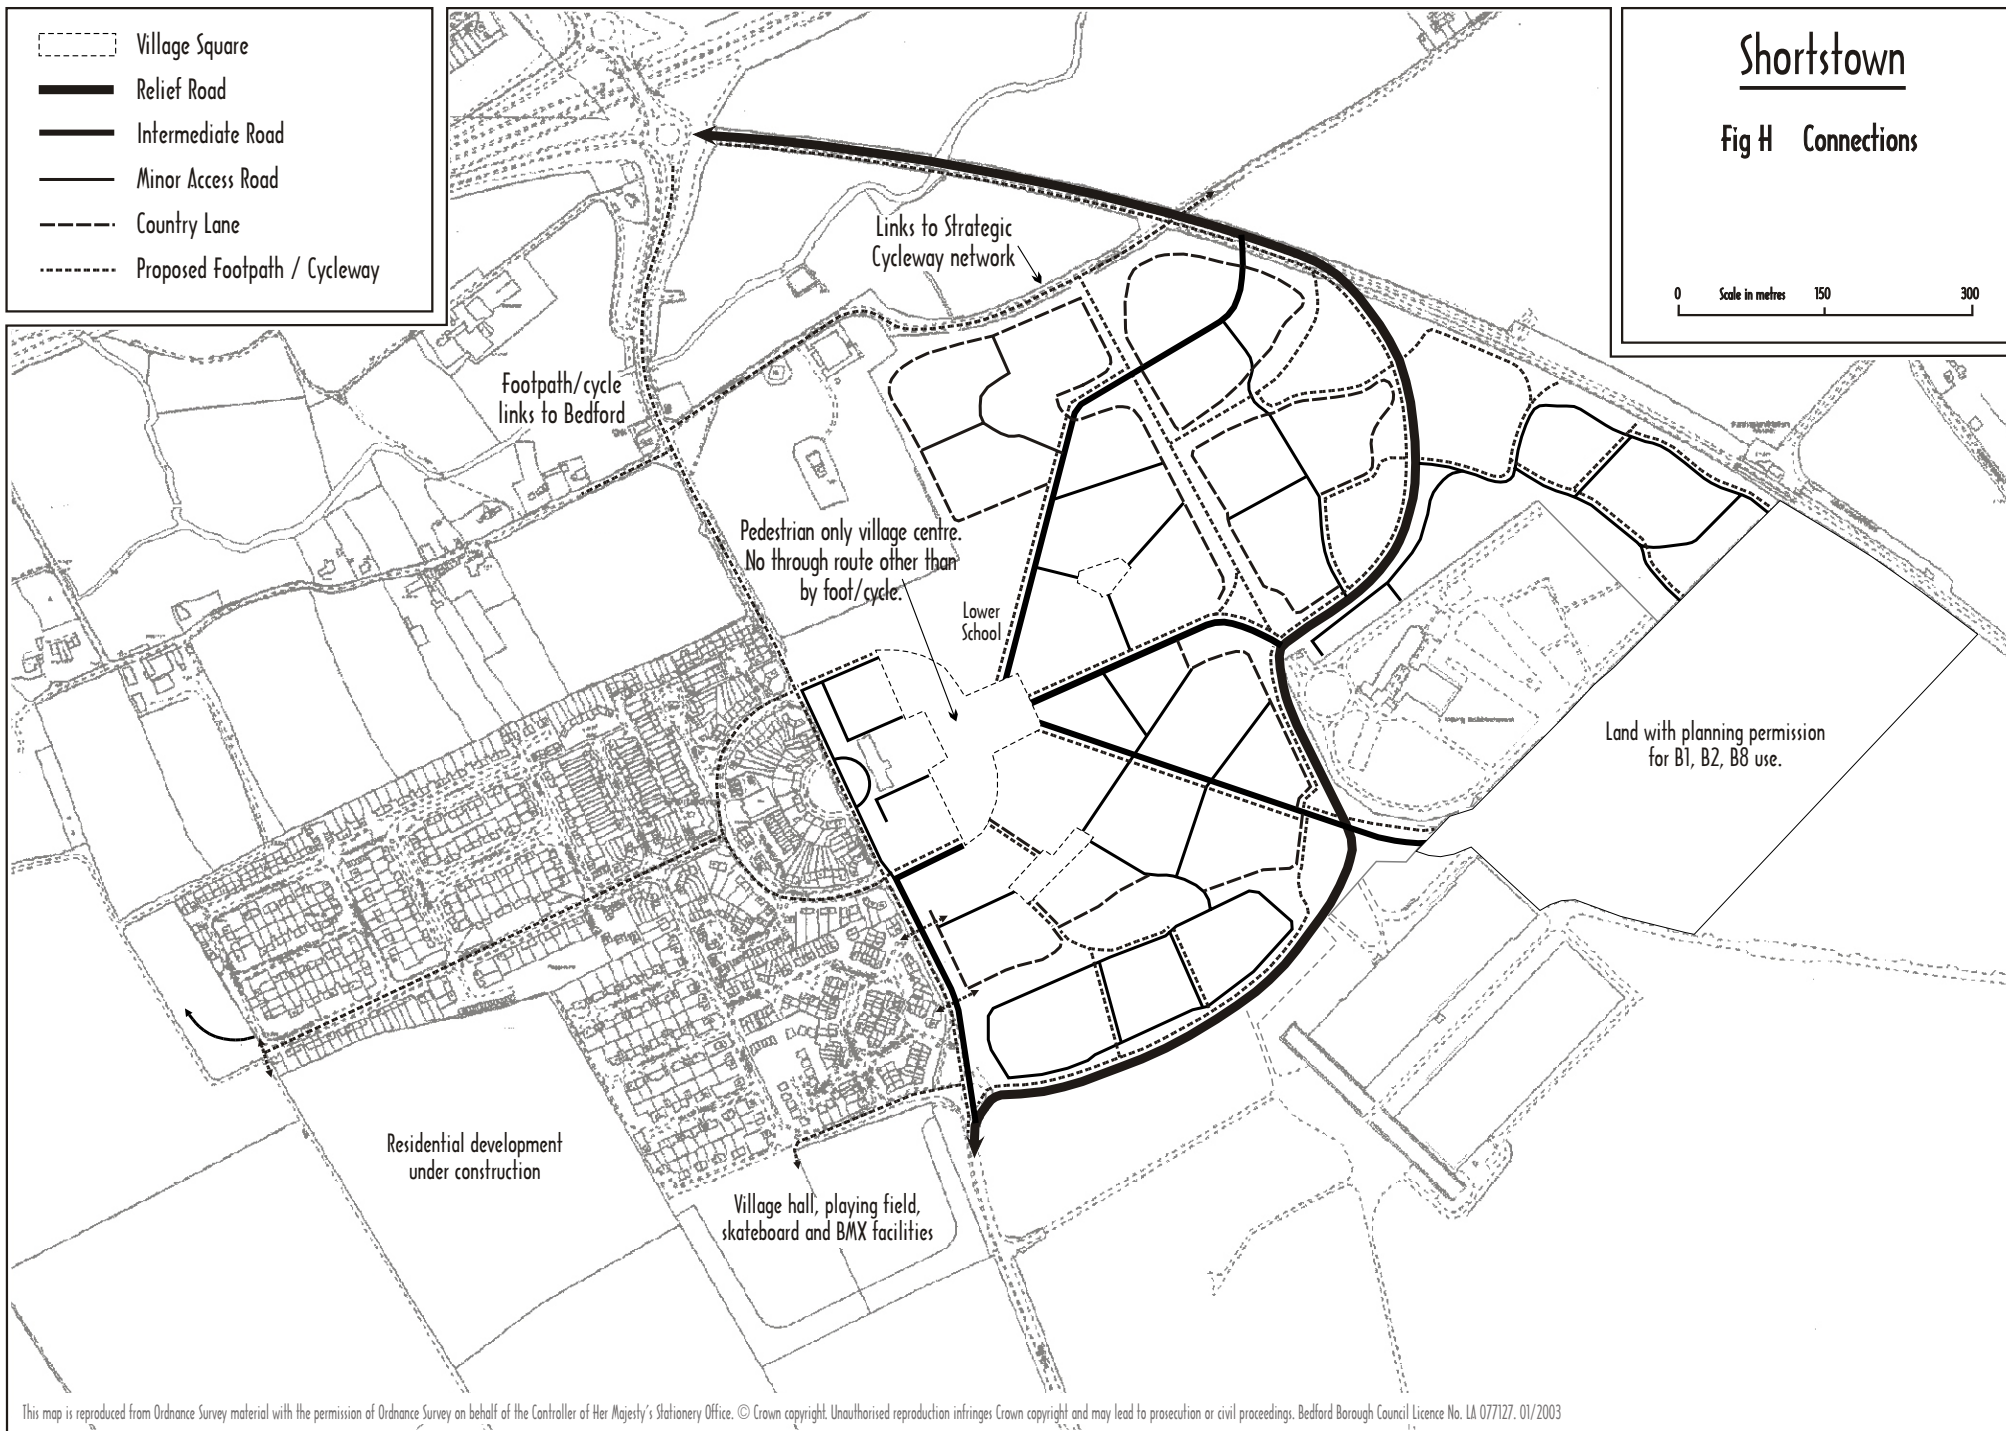 Village Square
Relief Road
Intermediate Road
Minor Access Road
Country Lane
Proposed Footpath / Cycleway
Shortstown
Fig H Connections
0 Scale in metres 150 300
Links to Strategic
Cycleway network
Footpath/cycle
links to Bedford
Pedestrian only village centre.
No through route other than
by foot/cycle.
Lower
School
Land with planning permission
for B1, B2, B8 use.
Residential development
under construction
Village hall, playing field,
skateboard and BMX facilities
This map is reproduced from Ordnance Survey material with the permission of Ordnance Survey on behalf of the Controller of Her Majesty's Stationery Office. © Crown copyright. Unauthorised reproduction infringes Crown copyright and may lead to prosecution or civil proceedings. Bedford Borough Council Licence No. LA 077127. 01/2003